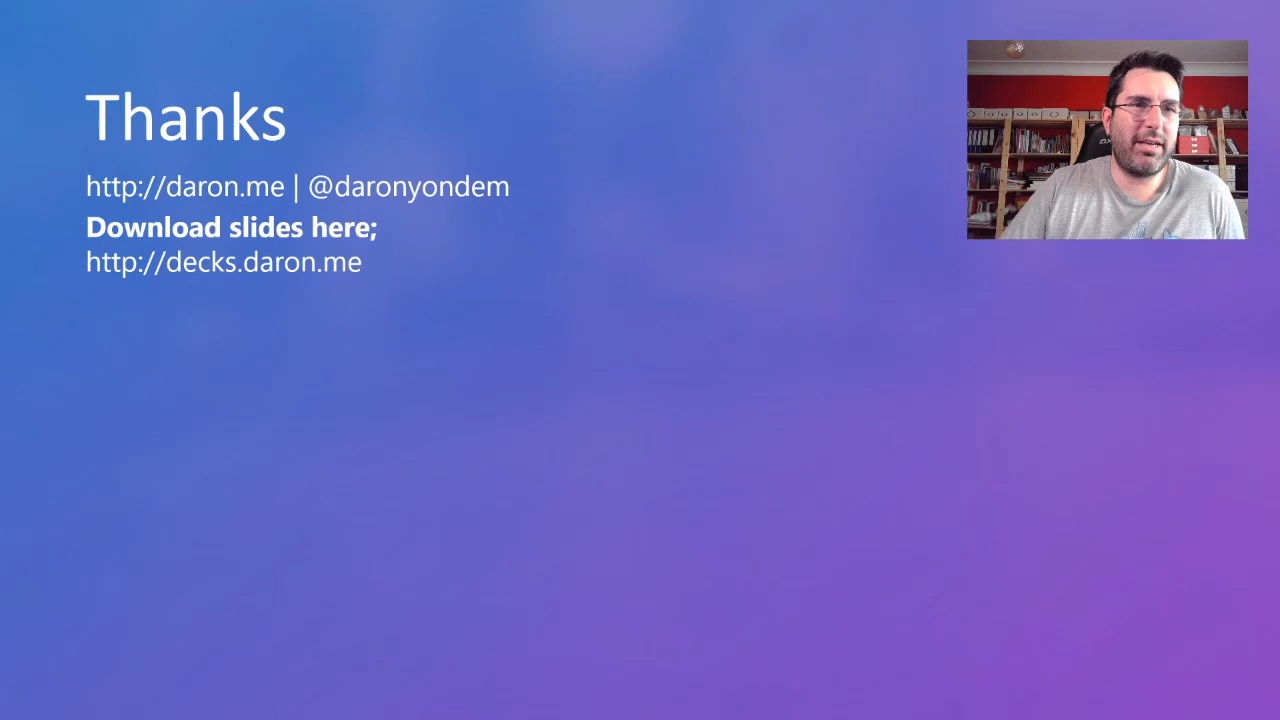 Thanks
http://daron.me | @daronyondem
Download slides here;
http://decks.daron.me